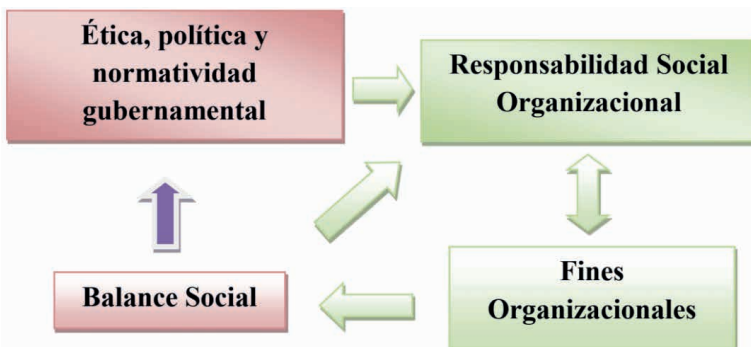 Ética, política y
normatividad
gubernamental
Responsabilidad Social
Organizacional
Balance Social
Fines
Organizacionales